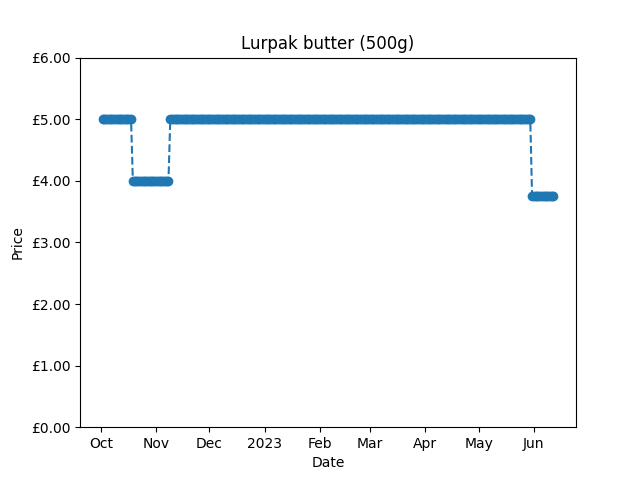 Lurpak butter (500g)
£6.00
£5.00
£4.00
£3.00
£2.00
£1.00
£0.00
Price
Oct Nov Dec 2023 Feb Mar Apr May Jun
Date